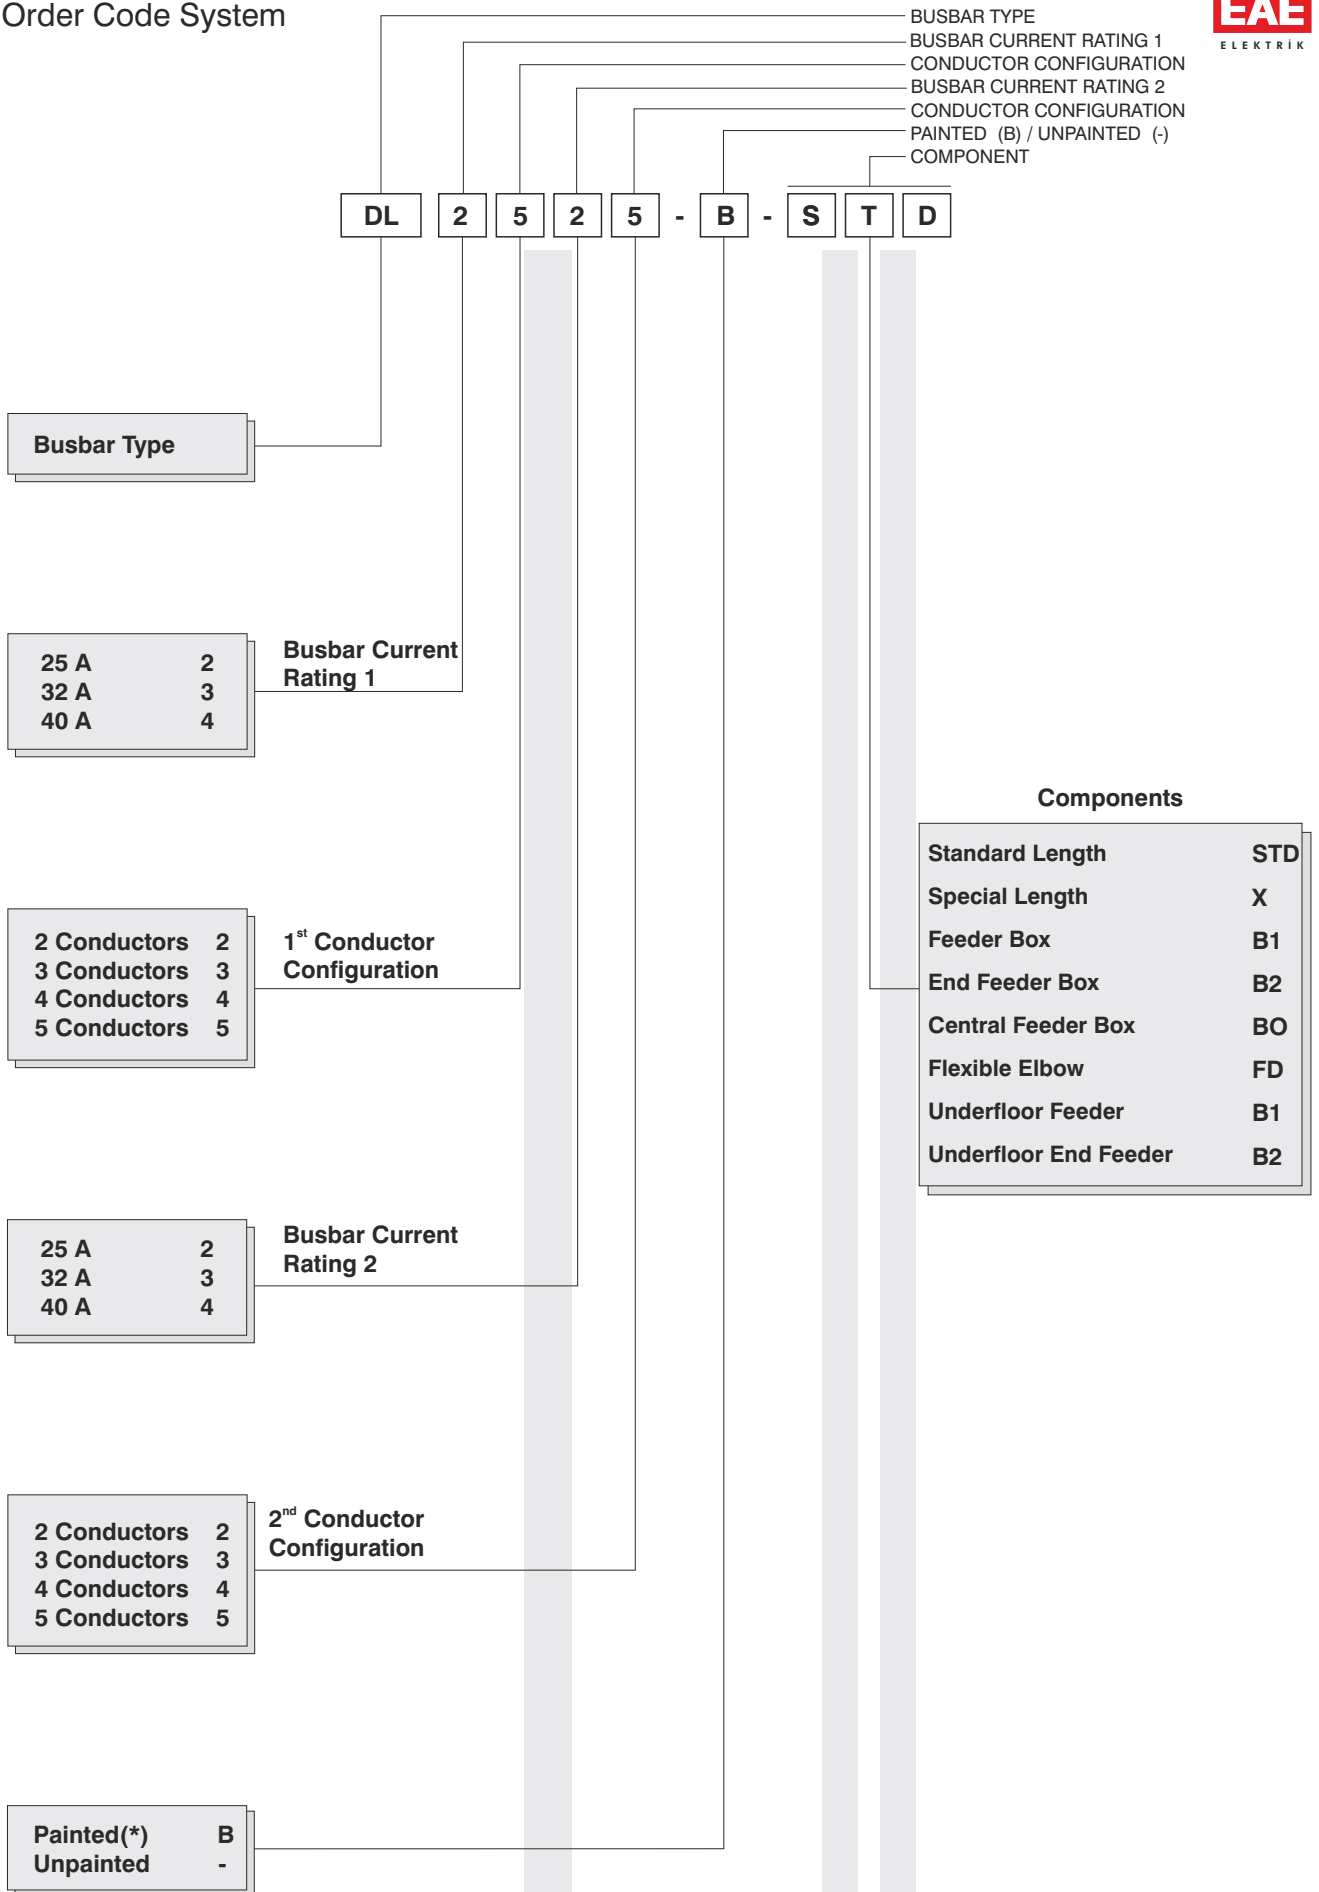 Order Code System
EAE
ELEKTRİK
BUSBAR TYPE
BUSBAR CURRENT RATING 1
CONDUCTOR CONFIGURATION
BUSBAR CURRENT RATING 2
CONDUCTOR CONFIGURATION
PAINTED (B) / UNPAINTED (-)
COMPONENT
DL 2 5 2 5 - B - S T D
Busbar Type
25 A 2
32 A 3
40 A 4
Busbar Current
Rating 1
2 Conductors 2
3 Conductors 3
4 Conductors 4
5 Conductors 5
1st Conductor
Configuration
Components
Standard Length STD
Special Length X
Feeder Box B1
End Feeder Box B2
Central Feeder Box BO
Flexible Elbow FD
Underfloor Feeder B1
Underfloor End Feeder B2
25 A 2
32 A 3
40 A 4
Busbar Current
Rating 2
2 Conductors 2
3 Conductors 3
4 Conductors 4
5 Conductors 5
2nd Conductor
Configuration
Painted(*) B
Unpainted -